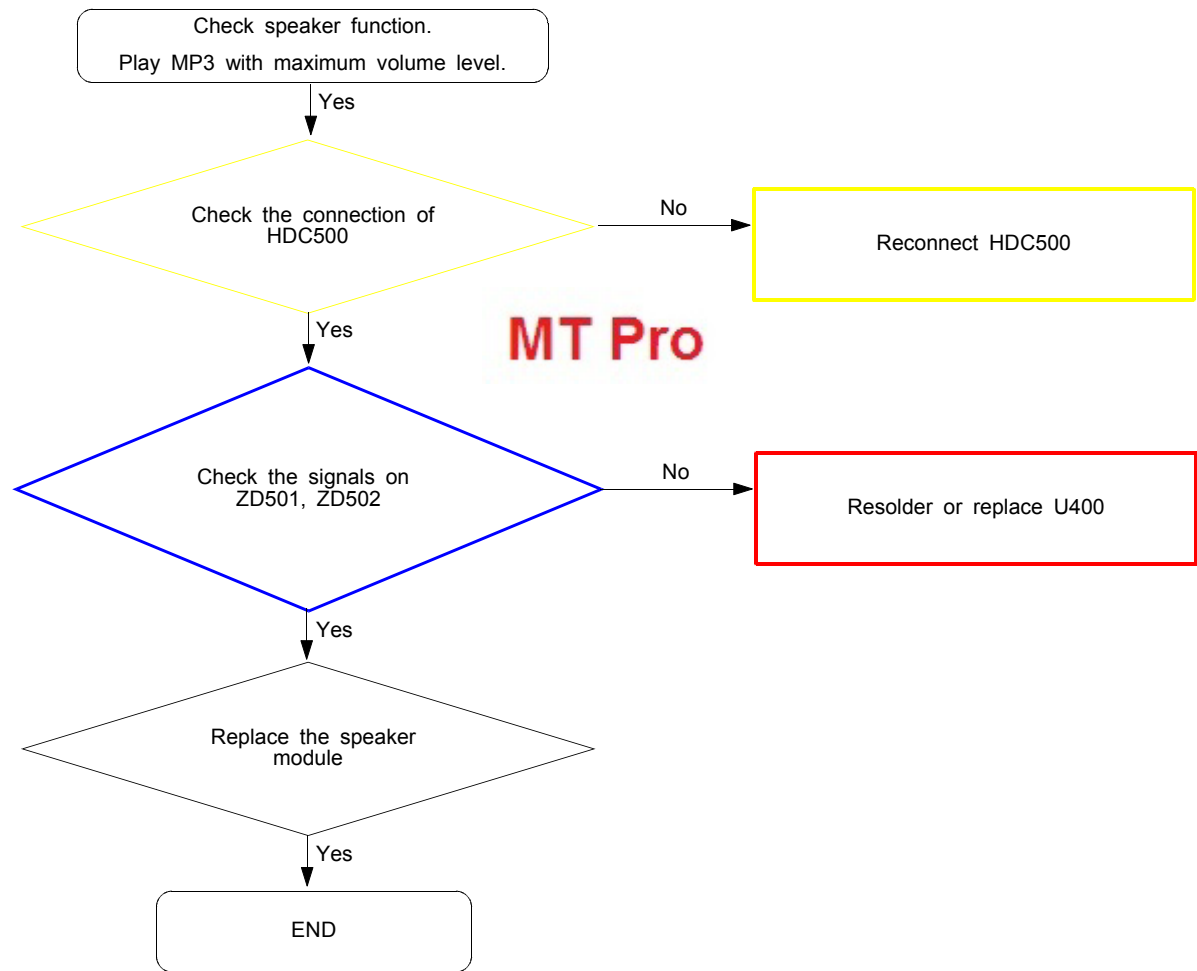 Check speaker function.
Play MP3 with maximum volume level.
Yes
Check the connection of
HDC500
No
Reconnect HDC500
Yes
MT Pro
Check the signals on
ZD501, ZD502
No
Resolder or replace U400
Yes
Replace the speaker
module
Yes
END